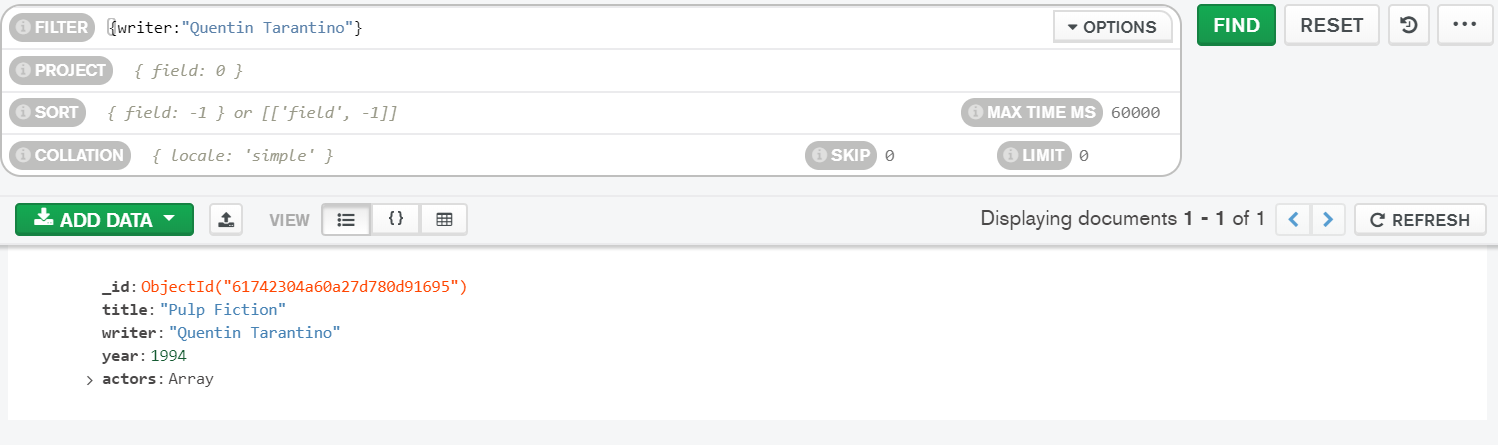 FILTER {writer:"Quentin Tarantino"} OPTIONS FIND RESET ...
PROJECT { field: 0 }
SORT { field: -1 } or [['field', -1]] MAX TIME MS 60000
COLLATION { locale: 'simple' } SKIP 0 LIMIT 0
ADD DATA VIEW {} Displaying documents 1 - 1 of 1 < > REFRESH
_id: ObjectId("61742304a60a27d780d91695")
title: "Pulp Fiction"
writer: "Quentin Tarantino"
year: 1994
> actors: Array